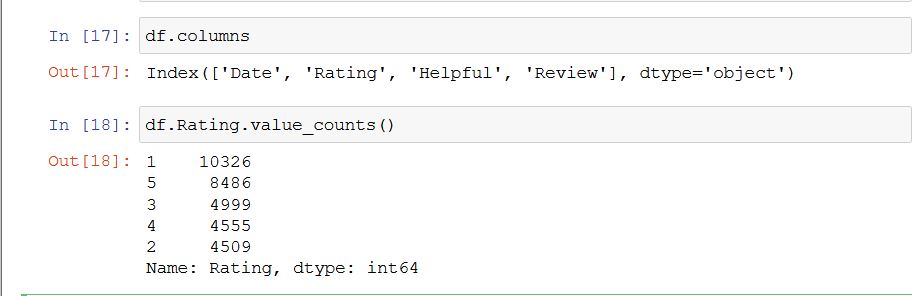 In [17]: df.columns
Out[17]: Index(['Date', 'Rating', 'Helpful', 'Review'], dtype='object')
In [18]: df.Rating.value_counts()
Out[18]: 1    10326
5     8486
3     4999
4     4555
2     4509
Name: Rating, dtype: int64